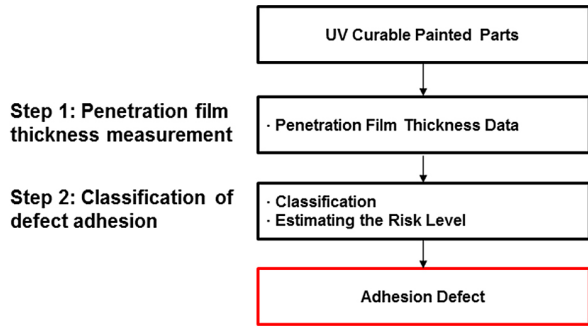 UV Curable Painted Parts
Step 1: Penetration film
thickness measurement
· Penetration Film Thickness Data
Step 2: Classification of
defect adhesion
· Classification
· Estimating the Risk Level
Adhesion Defect